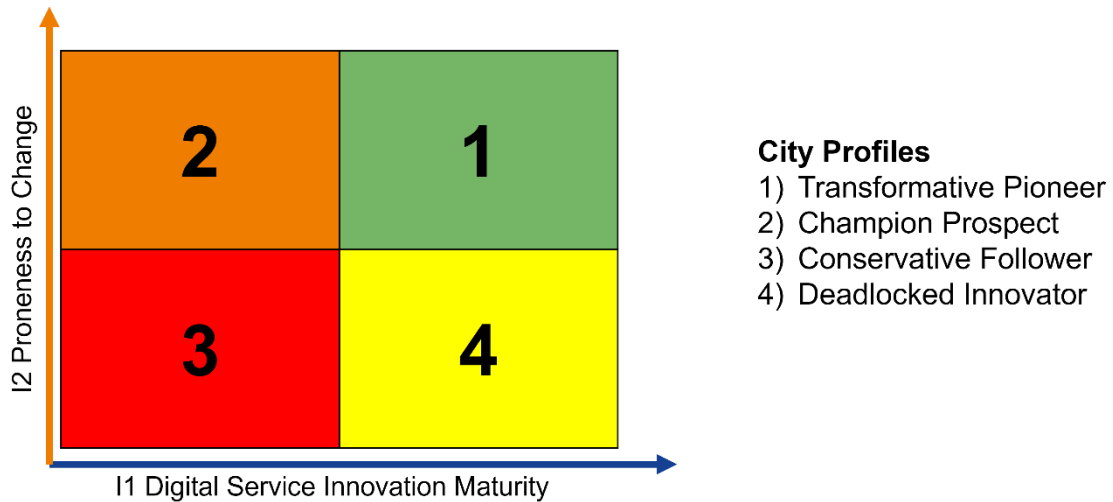 I2 Proneness to Change
2
1
3
4
I1 Digital Service Innovation Maturity
City Profiles
1) Transformative Pioneer
2) Champion Prospect
3) Conservative Follower
4) Deadlocked Innovator